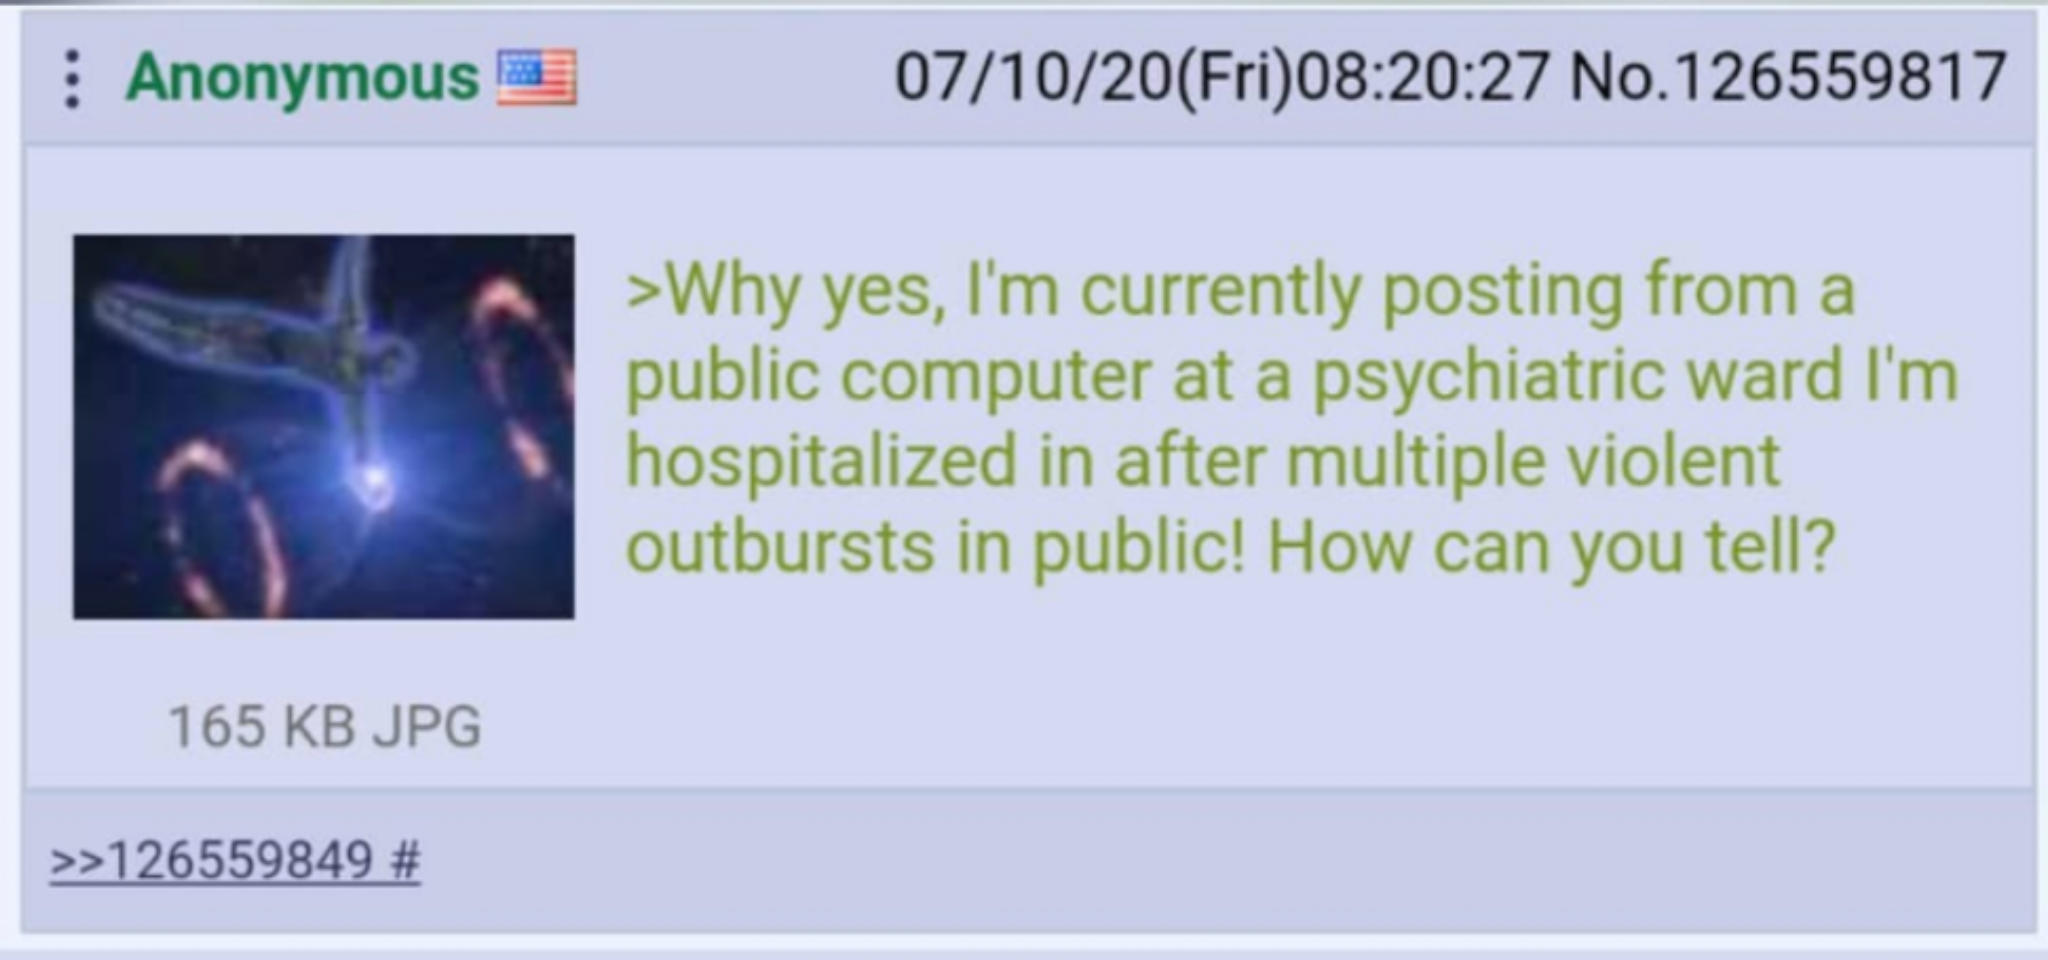 Anonymous 07/10/20(Fri)08:20:27 No.126559817
>Why yes, I'm currently posting from a
public computer at a psychiatric ward I'm
hospitalized in after multiple violent
outbursts in public! How can you tell?
165 KB JPG
>>126559849 #